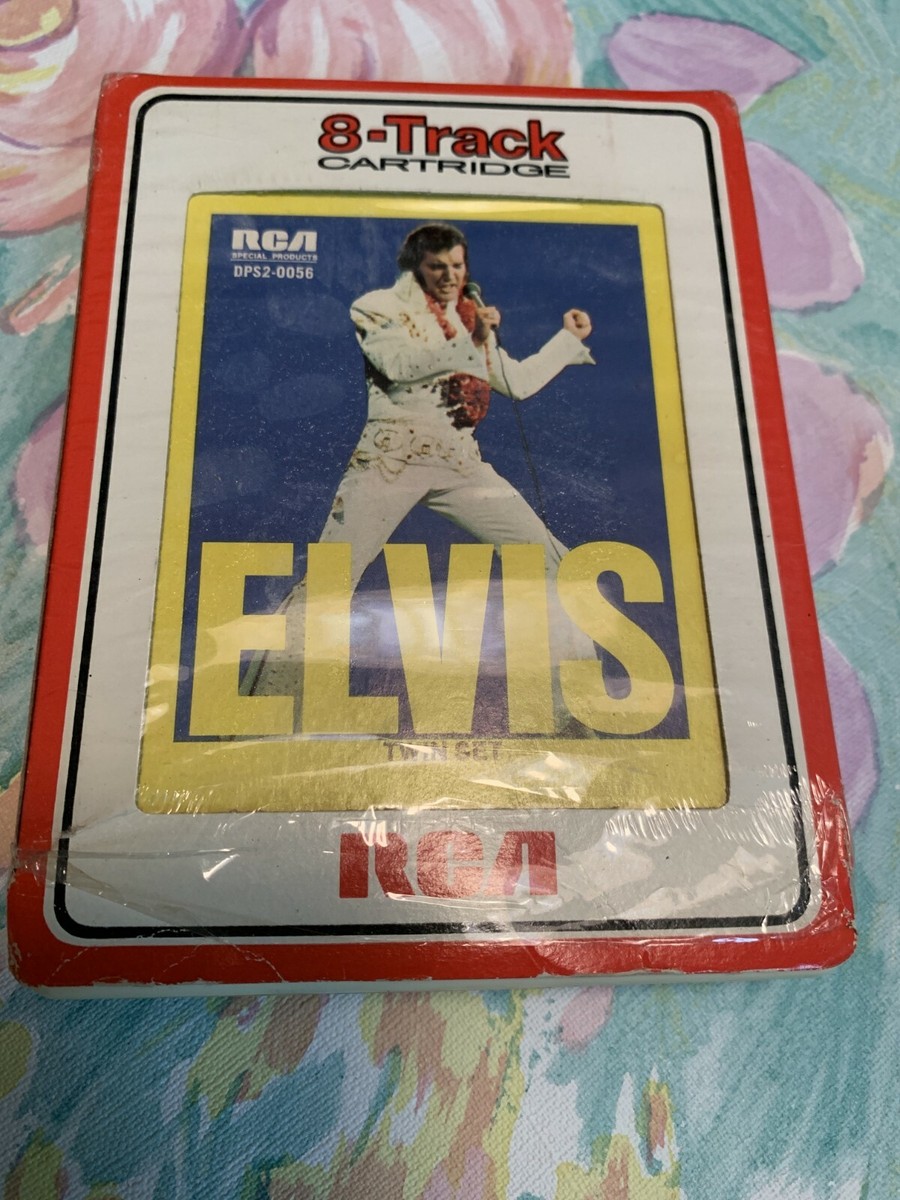 8-Track
CARTRIDGE
RCA
SPECIAL PRODUCTS
DPS2-0056
ELVIS
TWIN SET
RCA